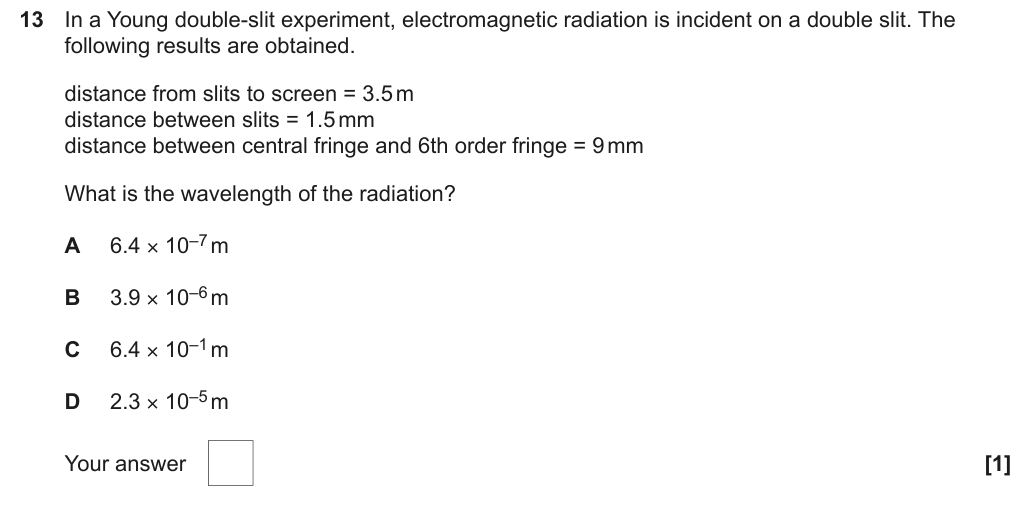 13 In a Young double-slit experiment, electromagnetic radiation is incident on a double slit. The
following results are obtained.
distance from slits to screen = 3.5 m
distance between slits = 1.5 mm
distance between central fringe and 6th order fringe = 9 mm
What is the wavelength of the radiation?
A 6.4 × 10⁻⁷ m
B 3.9 × 10⁻⁶ m
C 6.4 × 10⁻¹ m
D 2.3 × 10⁻⁵ m
Your answer [1]